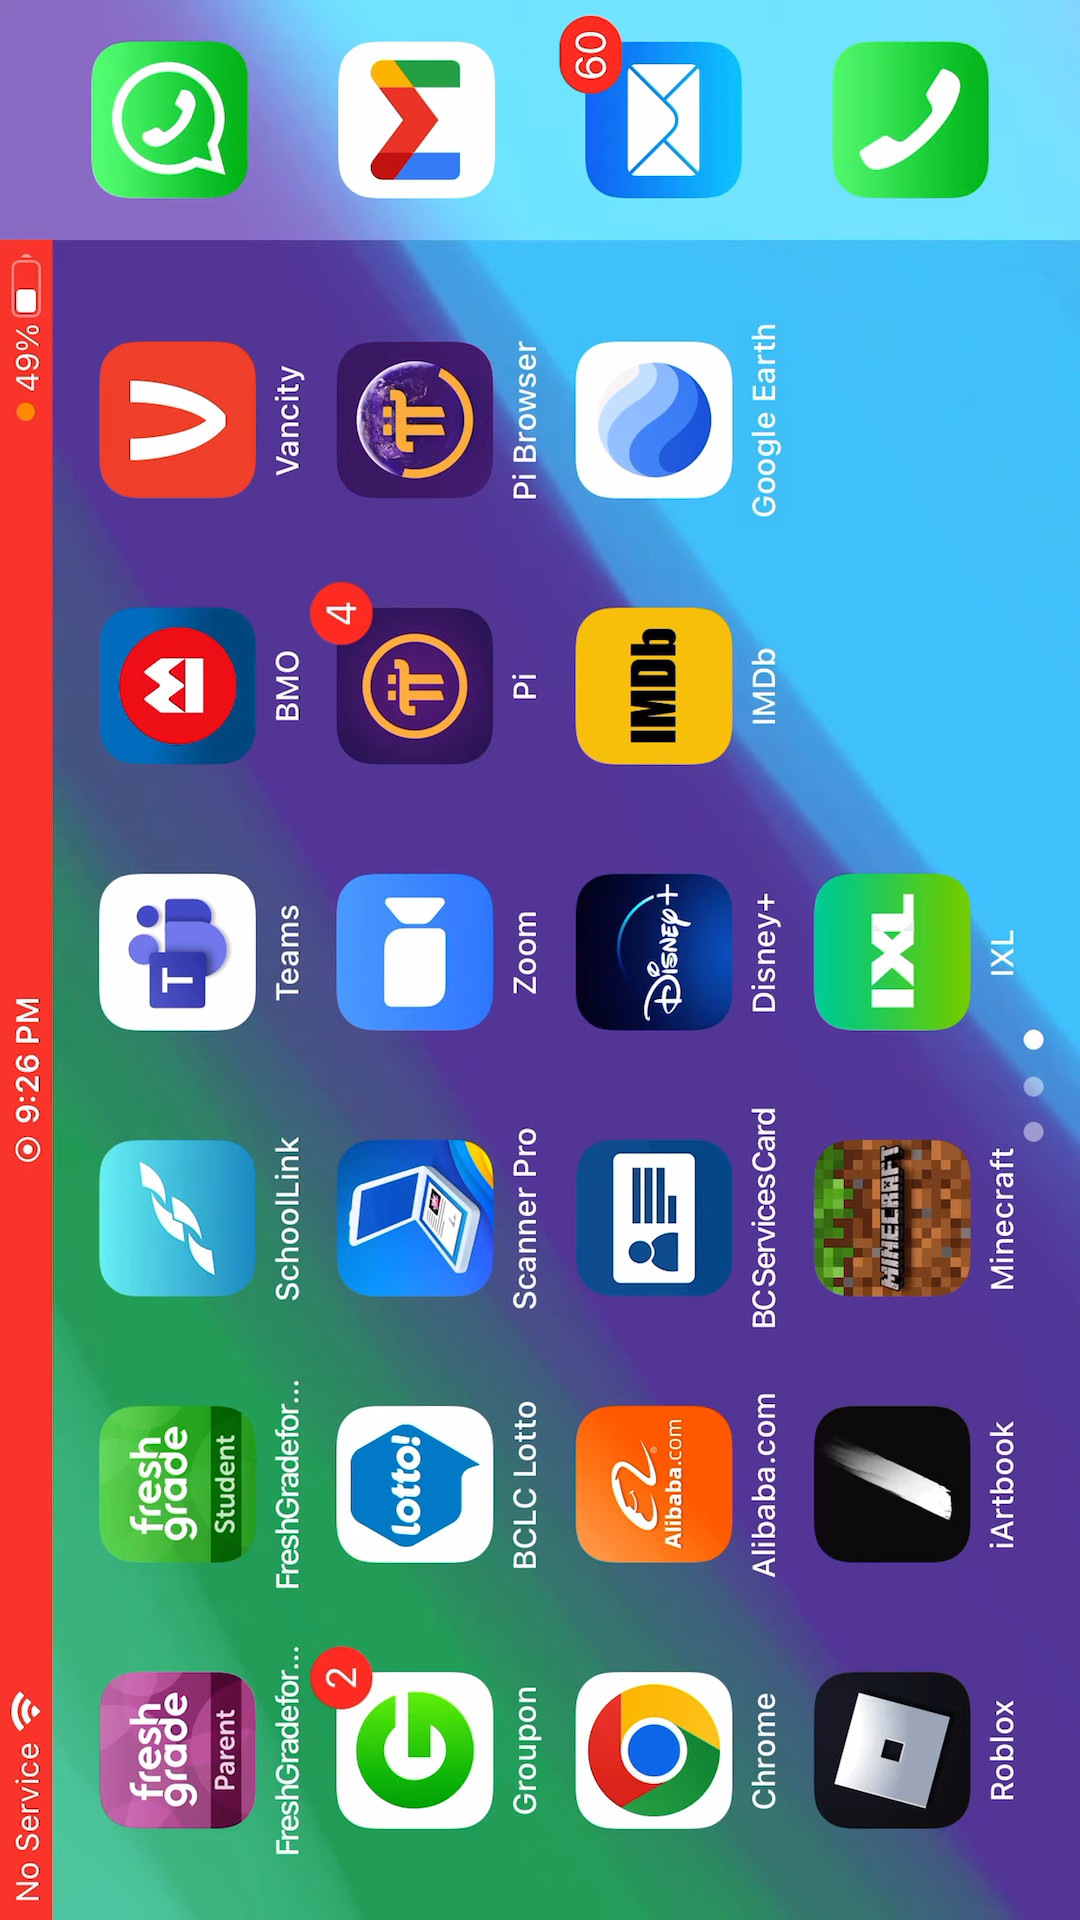 No Service
9:26 PM
49%
fresh
grade
Parent
FreshGradefor...
fresh
grade
Student
FreshGradefor...
SchoolLink
T
Teams
BMO
Vancity
2
Groupon
lotto!
BCLC Lotto
Scanner Pro
Zoom
4
Pi
Pi Browser
Chrome
Alibaba.com
Alibaba.com
BCServicesCard
Disney+
Disney+
IMDb
IMDb
Google Earth
Roblox
iArtbook
MINECRAFT
Minecraft
IXL
IXL
60